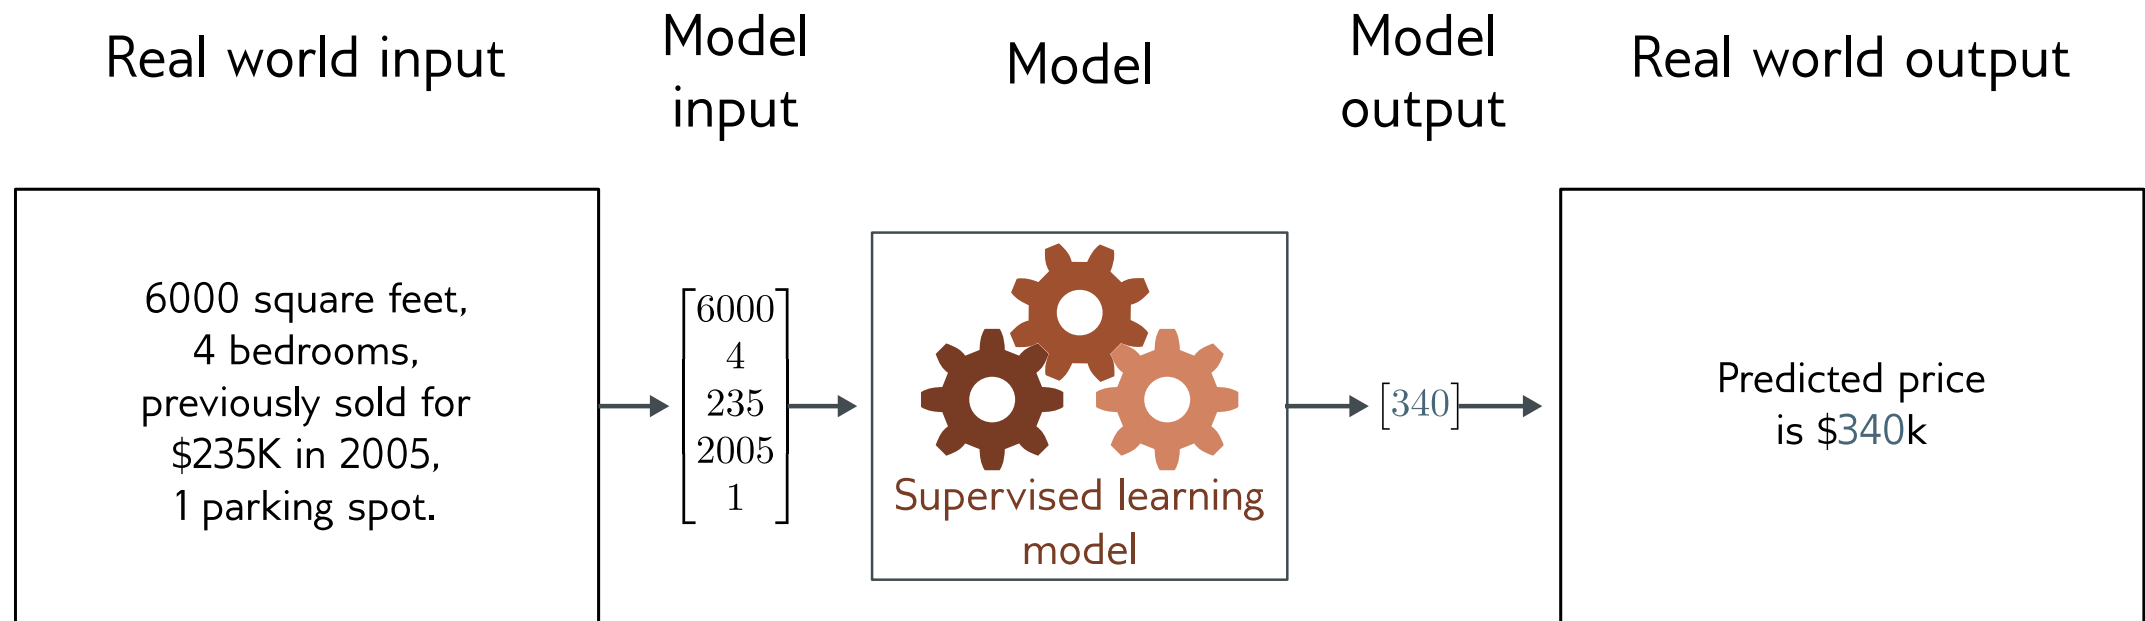 Real world input
Model
input
Model
Model
output
Real world output
6000 square feet,
4 bedrooms,
previously sold for
$235K in 2005,
1 parking spot.
6000
4
235
2005
1
Supervised learning
model
[340]
Predicted price
is $340k